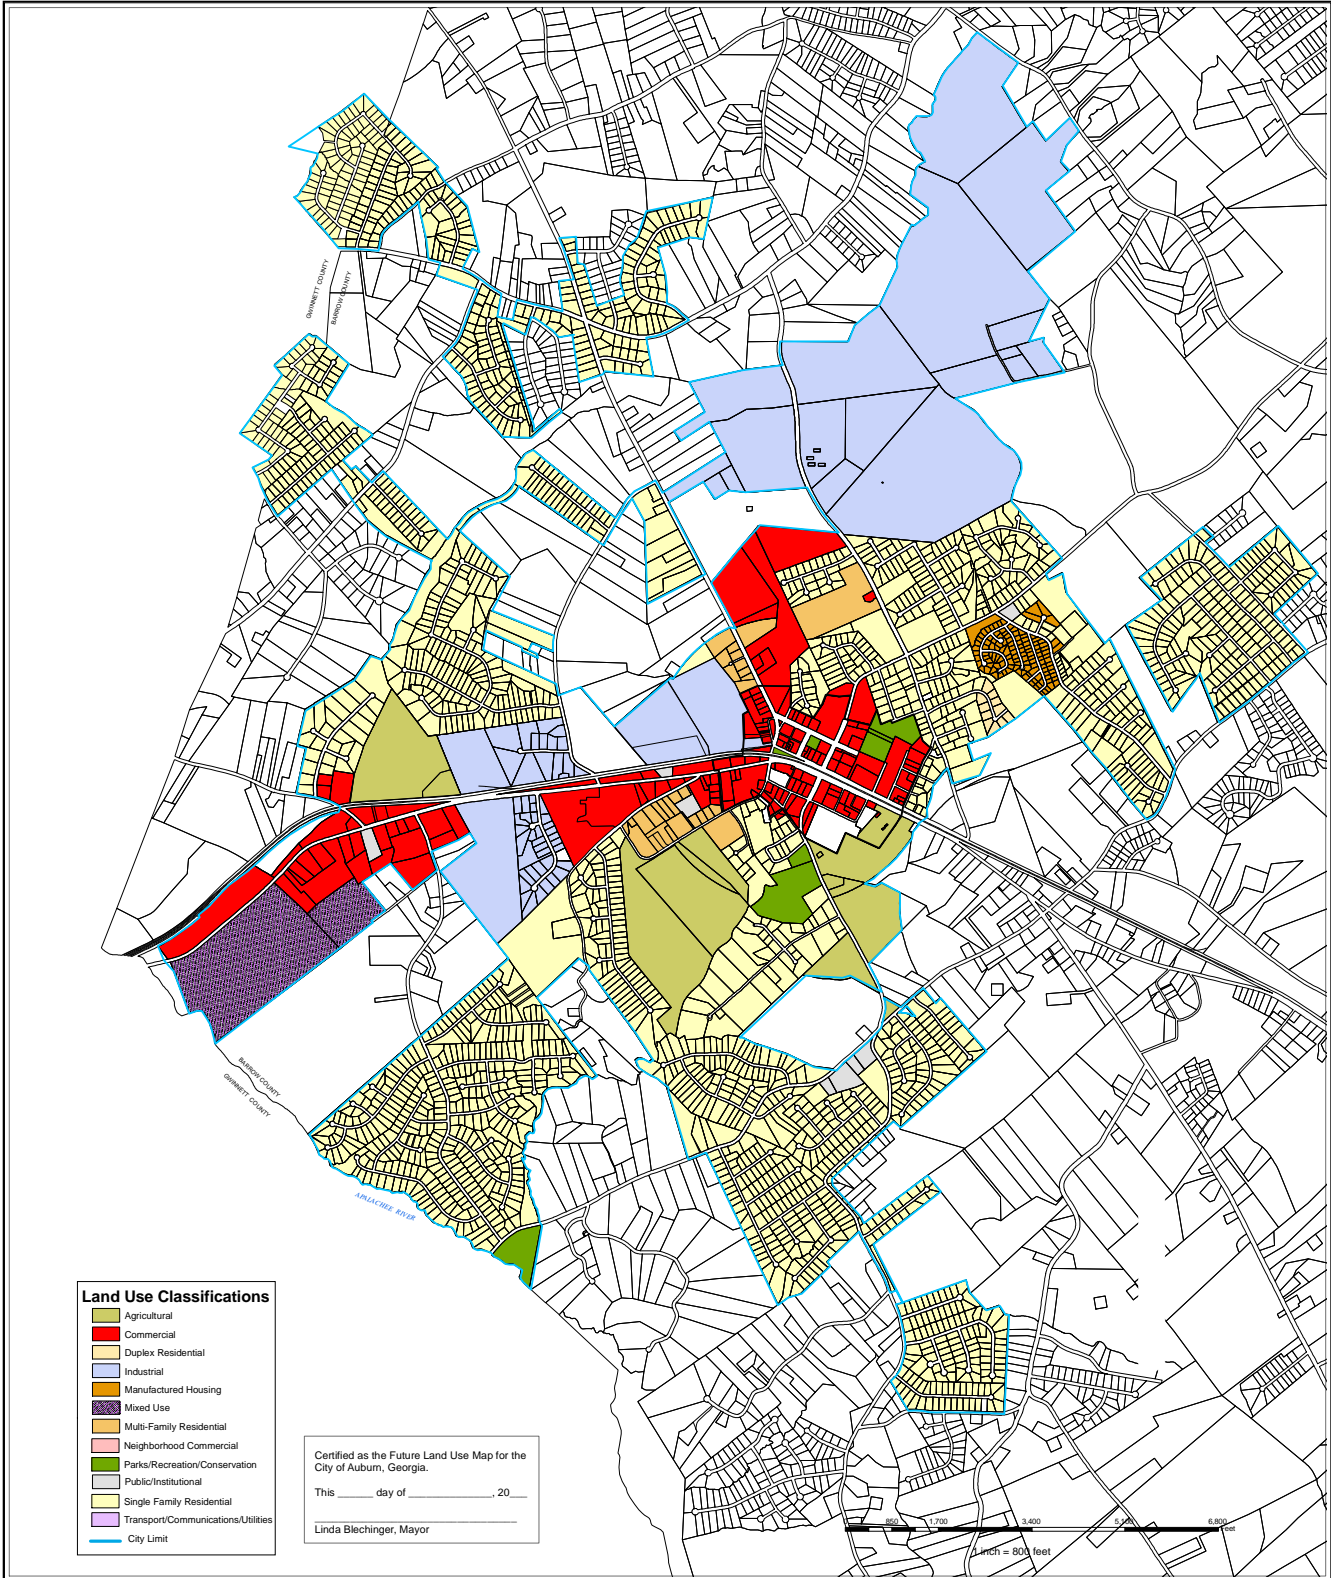 GWINNETT COUNTY
BARROW COUNTY
BARROW COUNTY
GWINNETT COUNTY
APALACHEE RIVER
Land Use Classifications
Agricultural
Commercial
Duplex Residential
Industrial
Manufactured Housing
Mixed Use
Multi-Family Residential
Neighborhood Commercial
Parks/Recreation/Conservation
Public/Institutional
Single Family Residential
Transport/Communications/Utilities
City Limit
Certified as the Future Land Use Map for the
City of Auburn, Georgia.
This ______ day of ______________, 20___
Linda Blechinger, Mayor
850 1,700 3,400 5,100 6,800
Feet
1 inch = 800 feet